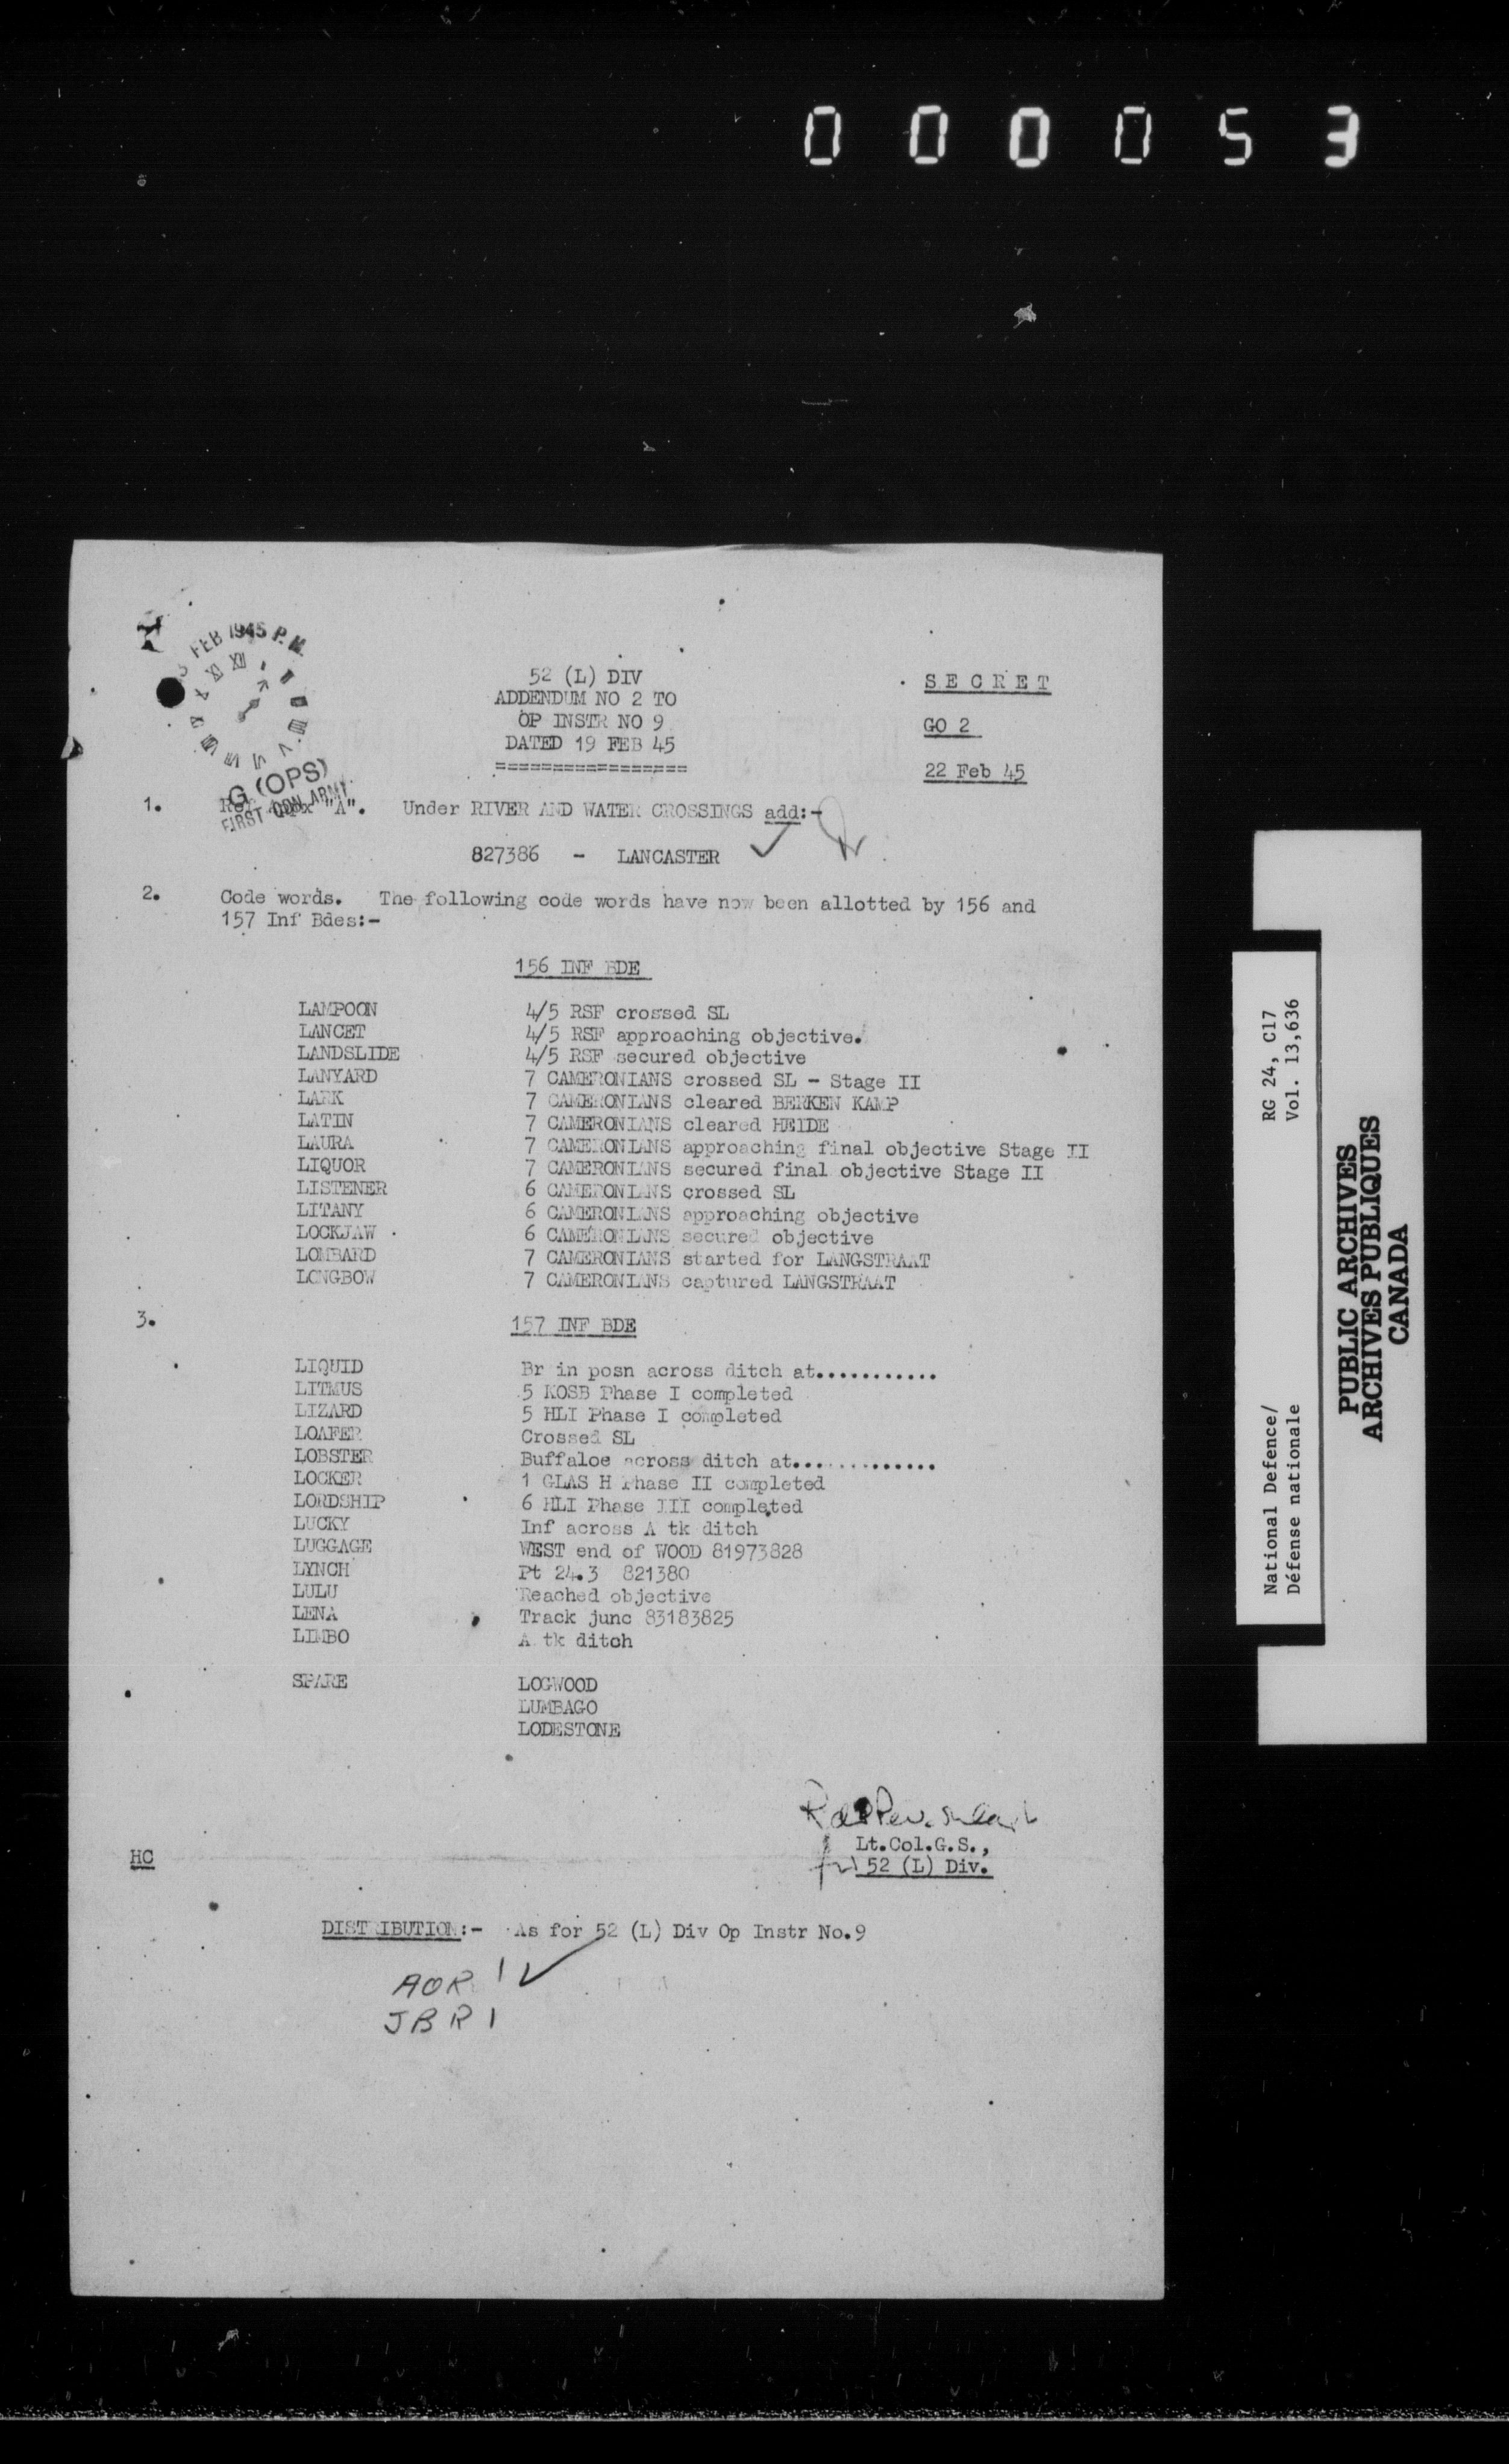 000053
FEB 1945 P.M.
G (OPS)
FIRST CDN ARMY
52 (L) DIV
ADDENDUM NO 2 TO
OP INSTR NO 9
DATED 19 FEB 45
=================
S E C R E T
GO 2
22 Feb 45
1. Ref Appx "A". Under RIVER AND WATER CROSSINGS add:-
827386 - LANCASTER
2. Code words. The following code words have now been allotted by 156 and
157 Inf Bdes:-
156 INF BDE
LAMPOON 4/5 RSF crossed SL
LANCET 4/5 RSF approaching objective.
LANDSLIDE 4/5 RSF secured objective
LANYARD 7 CAMERONIANS crossed SL - Stage II
LARK 7 CAMERONIANS cleared BERKEN KAMP
LATIN 7 CAMERONIANS cleared HEIDE
LAURA 7 CAMERONIANS approaching final objective Stage II
LIQUOR 7 CAMERONIANS secured final objective Stage II
LISTENER 6 CAMERONIANS crossed SL
LITANY 6 CAMERONIANS approaching objective
LOCKJAW 6 CAMERONIANS secured objective
LOMBARD 7 CAMERONIANS started for LANGSTRAAT
LONGBOW 7 CAMERONIANS captured LANGSTRAAT
3. 157 INF BDE
LIQUID Br in posn across ditch at...........
LITMUS 5 KOSB Phase I completed
LIZARD 5 HLI Phase I completed
LOAFER Crossed SL
LOBSTER Buffaloe across ditch at.............
LOCKER 1 GLAS H Phase II completed
LORDSHIP 6 HLI Phase III completed
LUCKY Inf across A tk ditch
LUGGAGE WEST end of WOOD 81973828
LYNCH Pt 24.3 821380
LULU Reached objective
LENA Track junc 83183825
LIMBO A tk ditch
SPARE LOGWOOD
LUMBAGO
LODESTONE
Lt.Col.G.S.,
52 (L) Div.
HC
DISTRIBUTION:- As for 52 (L) Div Op Instr No.9
AOR 1
JBR 1
RG 24, C17
Vol. 13,636
National Defence/
Défense nationale
PUBLIC ARCHIVES
ARCHIVES PUBLIQUES
CANADA